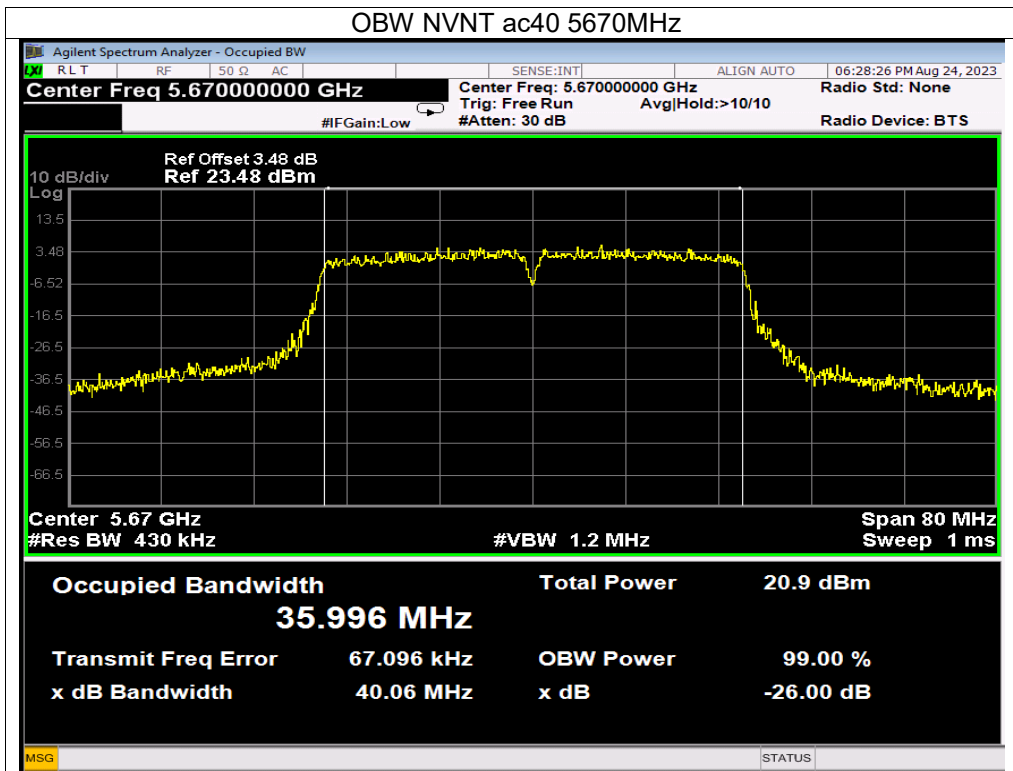 OBW NVNT ac40 5670MHz
Agilent Spectrum Analyzer - Occupied BW
LXI RLT RF 50 Ω AC SENSE:INT ALIGN AUTO 06:28:26 PM Aug 24, 2023
Center Freq 5.670000000 GHz Center Freq: 5.670000000 GHz Radio Std: None
Trig: Free Run Avg|Hold:>10/10
#IFGain:Low #Atten: 30 dB Radio Device: BTS
Ref Offset 3.48 dB
10 dB/div Ref 23.48 dBm
Log
13.5
3.48
-6.52
-16.5
-26.5
-36.5
-46.5
-56.5
-66.5
Center 5.67 GHz Span 80 MHz
#Res BW 430 kHz #VBW 1.2 MHz Sweep 1 ms
Occupied Bandwidth Total Power 20.9 dBm
35.996 MHz
Transmit Freq Error 67.096 kHz OBW Power 99.00 %
x dB Bandwidth 40.06 MHz x dB -26.00 dB
MSG STATUS